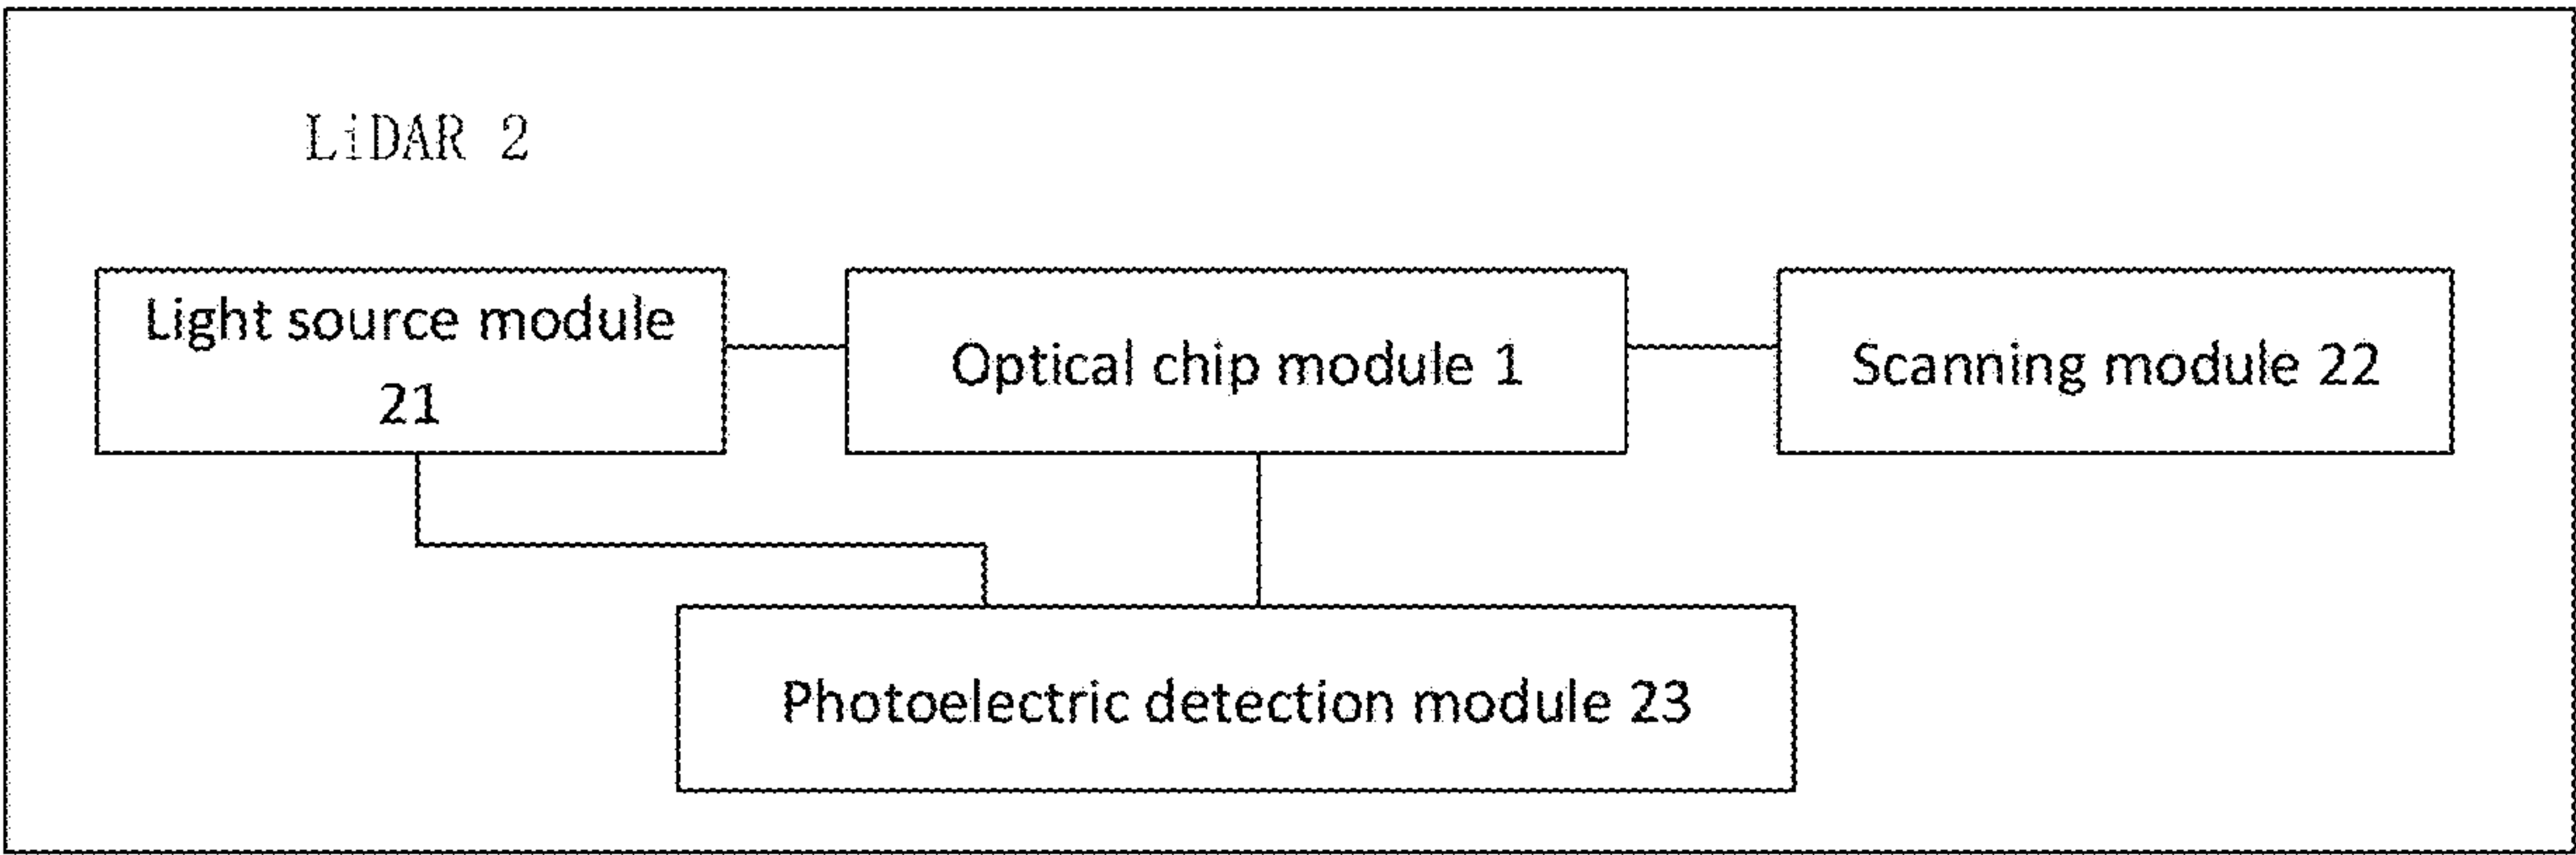 LiDAR 2
Light source module
21
Optical chip module 1
Scanning module 22
Photoelectric detection module 23